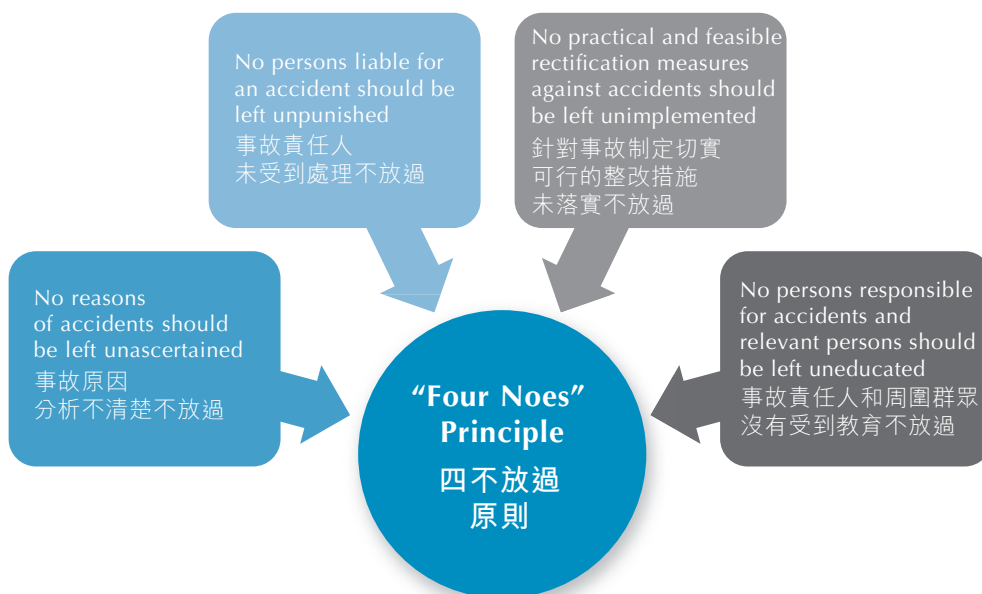 No persons liable for
an accident should be
left unpunished
事故責任人
未受到處理不放過
No practical and feasible
rectification measures
against accidents should
be left unimplemented
針對事故制定切實
可行的整改措施
未落實不放過
No reasons
of accidents should
be left unascertained
事故原因
分析不清楚不放過
No persons responsible
for accidents and
relevant persons should
be left uneducated
事故責任人和周圍群眾
沒有受到教育不放過
“Four Noes”
Principle
四不放過
原則